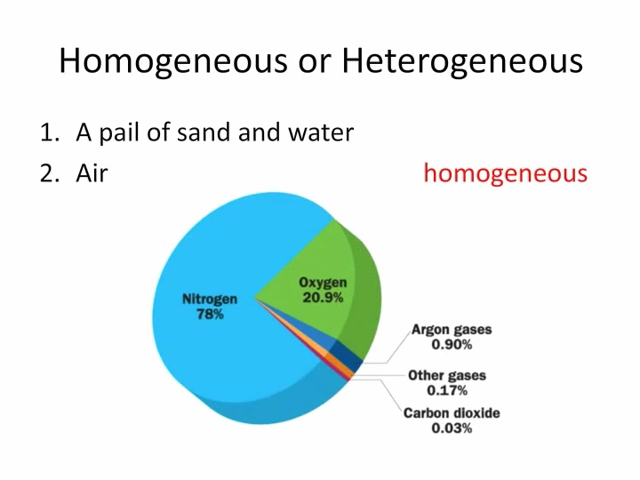 Homogeneous or Heterogeneous
1. A pail of sand and water
2. Air homogeneous
Nitrogen
78%
Oxygen
20.9%
Argon gases
0.90%
Other gases
0.17%
Carbon dioxide
0.03%